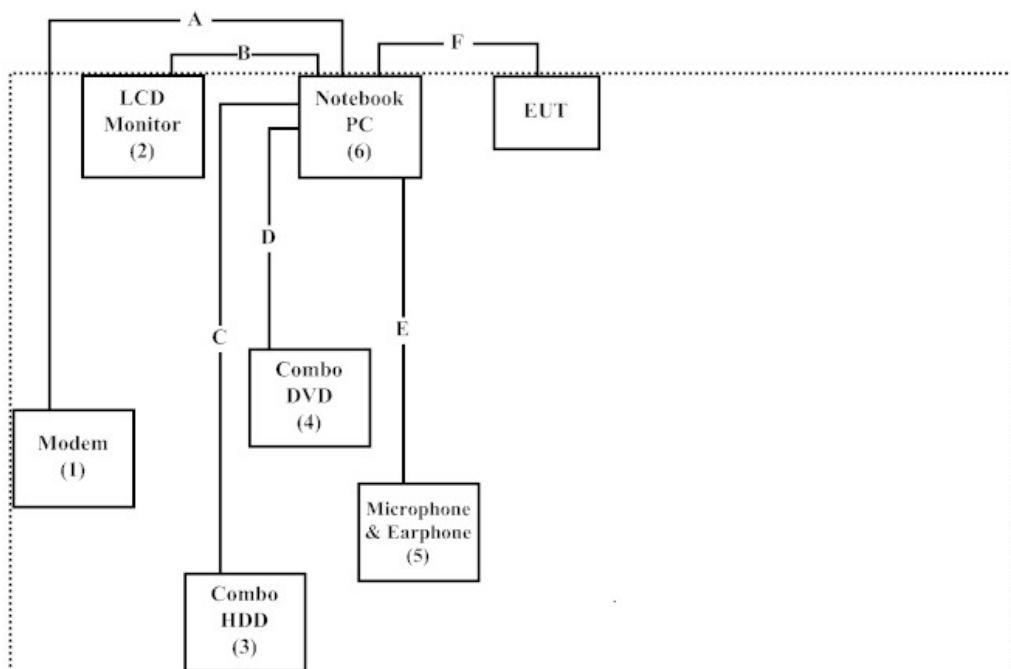 A
B
F
LCD
Monitor
(2)
Notebook
PC
(6)
EUT
D
C
E
Combo
DVD
(4)
Modem
(1)
Microphone
& Earphone
(5)
Combo
HDD
(3)